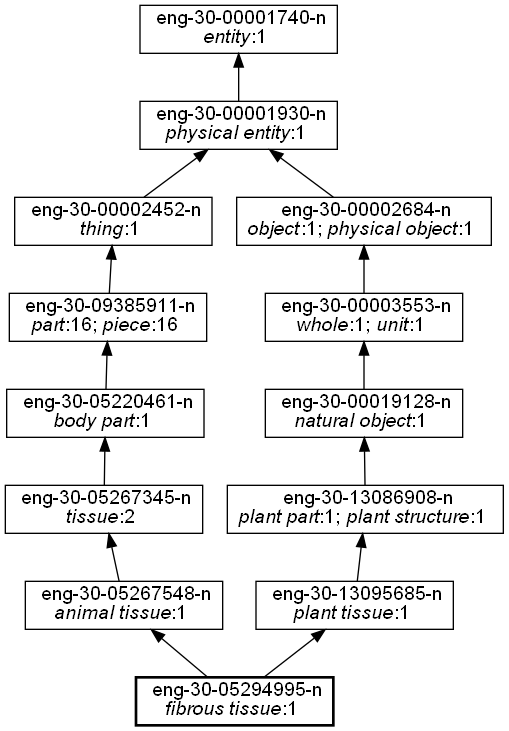 eng-30-00001740-n
entity:1
eng-30-00001930-n
physical entity:1
eng-30-00002452-n
thing:1
eng-30-00002684-n
object:1; physical object:1
eng-30-09385911-n
part:16; piece:16
eng-30-00003553-n
whole:1; unit:1
eng-30-05220461-n
body part:1
eng-30-00019128-n
natural object:1
eng-30-05267345-n
tissue:2
eng-30-13086908-n
plant part:1; plant structure:1
eng-30-05267548-n
animal tissue:1
eng-30-13095685-n
plant tissue:1
eng-30-05294995-n
fibrous tissue:1